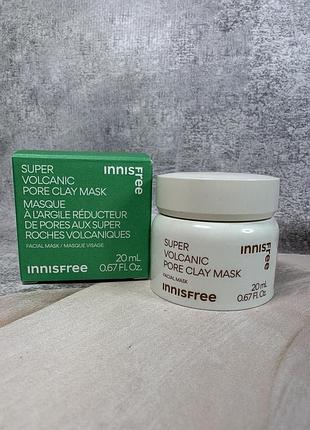 SUPER
VOLCANIC
PORE CLAY MASK
MASQUE
À L'ARGILE RÉDUCTEUR
DE PORES AUX SUPER
ROCHES VOLCANIQUES
FACIAL MASK / MASQUE VISAGE
INNISFree
20 mL
0.67 Fl. Oz.
INNISFree
SUPER
VOLCANIC
PORE CLAY MASK
FACIAL MASK
INNISFree
20 mL
0.67 Fl. Oz.
INNISFree